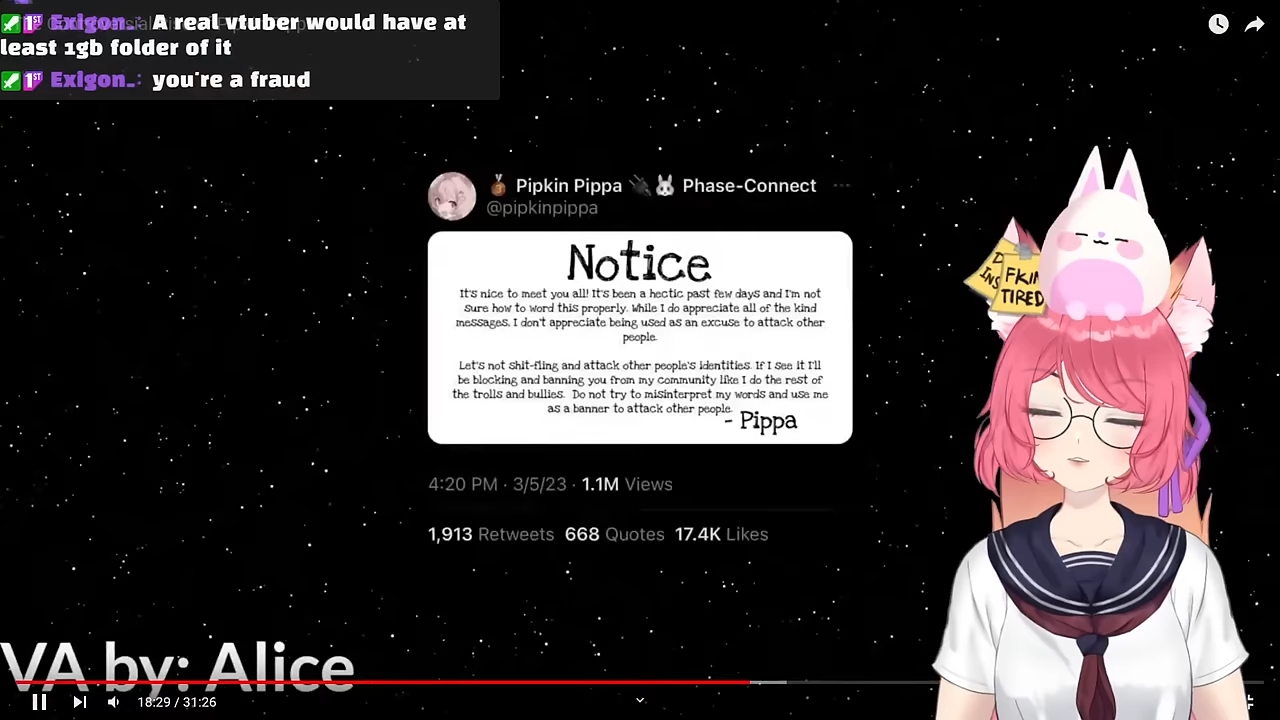 Exigon_: A real vtuber would have at
least 1gb folder of it
Exigon_: you're a fraud
Pipkin Pippa Phase-Connect
@pipkinpippa
Notice
It's nice to meet you all! It's been a hectic past few days and I'm not
sure how to word this properly. While I do appreciate all of the kind
messages, I don't appreciate being used as an excuse to attack other
people.
Let's not shit-fling and attack other people's identities. If I see it I'll
be blocking and banning you from my community like I do the rest of
the trolls and bullies. Do not try to misinterpret my words and use me
as a banner to attack other people.
- Pippa
4:20 PM · 3/5/23 · 1.1M Views
1,913 Retweets 668 Quotes 17.4K Likes
FKIN
TIRED
VA by: Alice
18:29 / 31:26